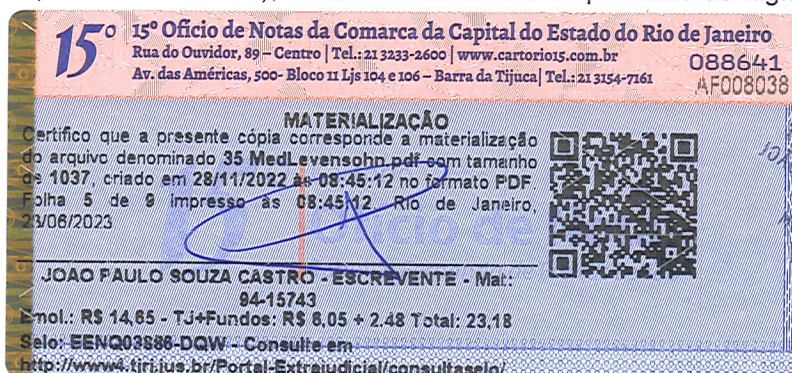 15º 15º Ofício de Notas da Comarca da Capital do Estado do Rio de Janeiro
Rua do Ouvidor, 89 – Centro | Tel.: 21 3233-2600 | www.cartorio15.com.br
Av. das Américas, 500- Bloco 11 Ljs 104 e 106 – Barra da Tijuca| Tel.: 21 3154-7161
088641
AF008038
MATERIALIZAÇÃO
Certifico que a presente cópia corresponde a materialização
do arquivo denominado 35 MedLevensohn.pdf com tamanho
de 1037, criado em 28/11/2022 às 08:45:12 no formato PDF.
Folha 5 de 9 impresso às 08:45:12. Rio de Janeiro,
23/06/2023
Ofício de
JOAO PAULO SOUZA CASTRO - ESCREVENTE - Mat:
94-15743
Emol.: R$ 14,65 - TJ+Fundos: R$ 6,05 + 2.48 Total: 23,18
Selo: EENQ03886-DQW - Consulte em
http://www4.tjrj.jus.br/Portal-Extrajudicial/consultaselo/